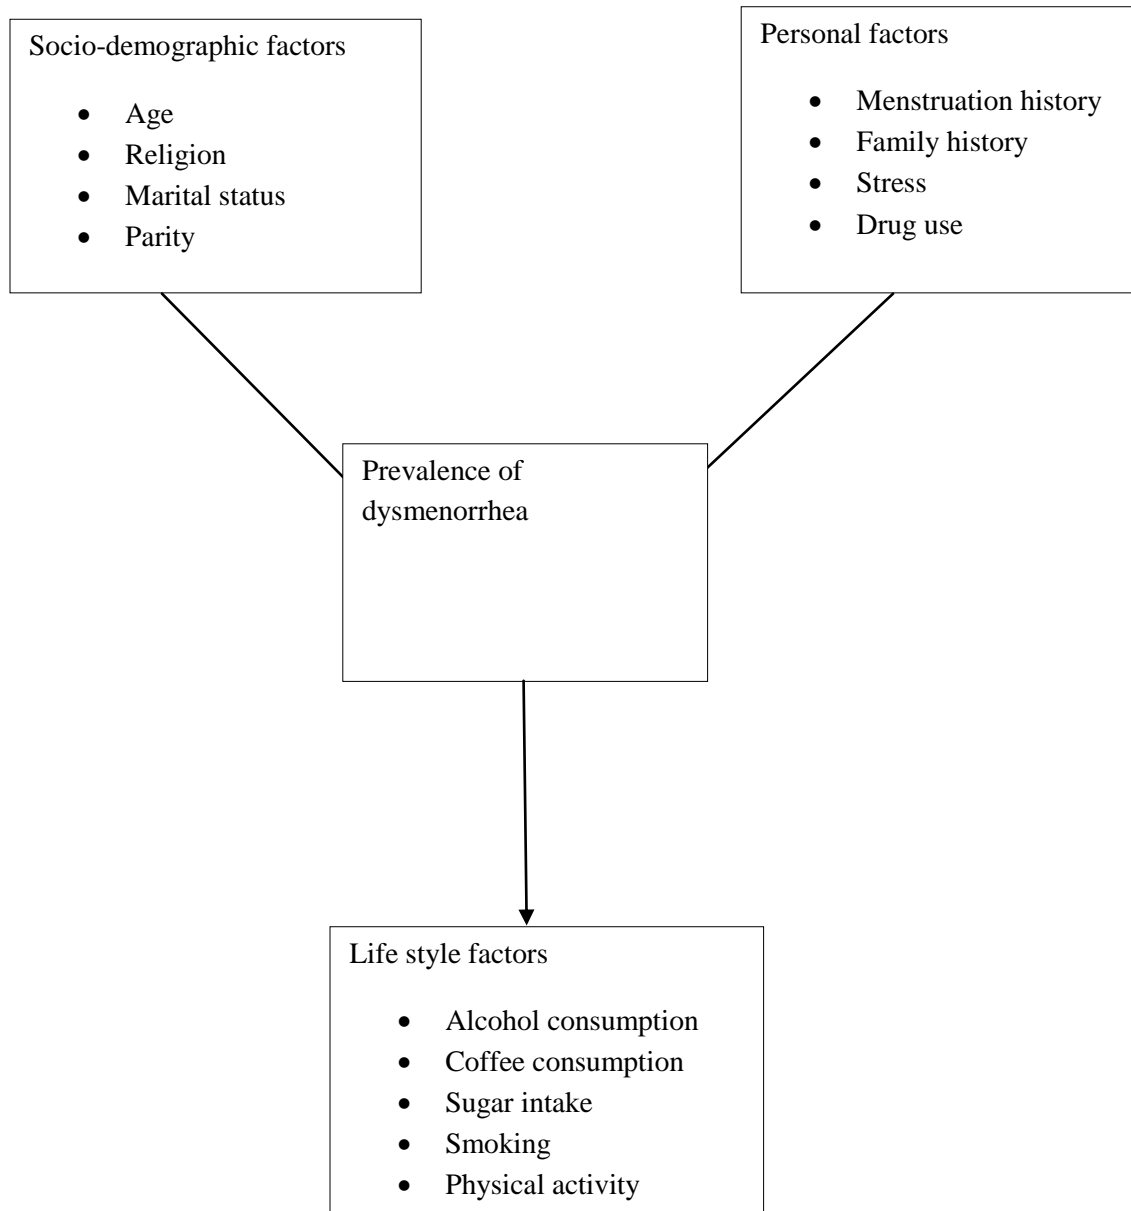 Socio-demographic factors
• Age
• Religion
• Marital status
• Parity
Personal factors
• Menstruation history
• Family history
• Stress
• Drug use
Prevalence of
dysmenorrhea
Life style factors
• Alcohol consumption
• Coffee consumption
• Sugar intake
• Smoking
• Physical activity